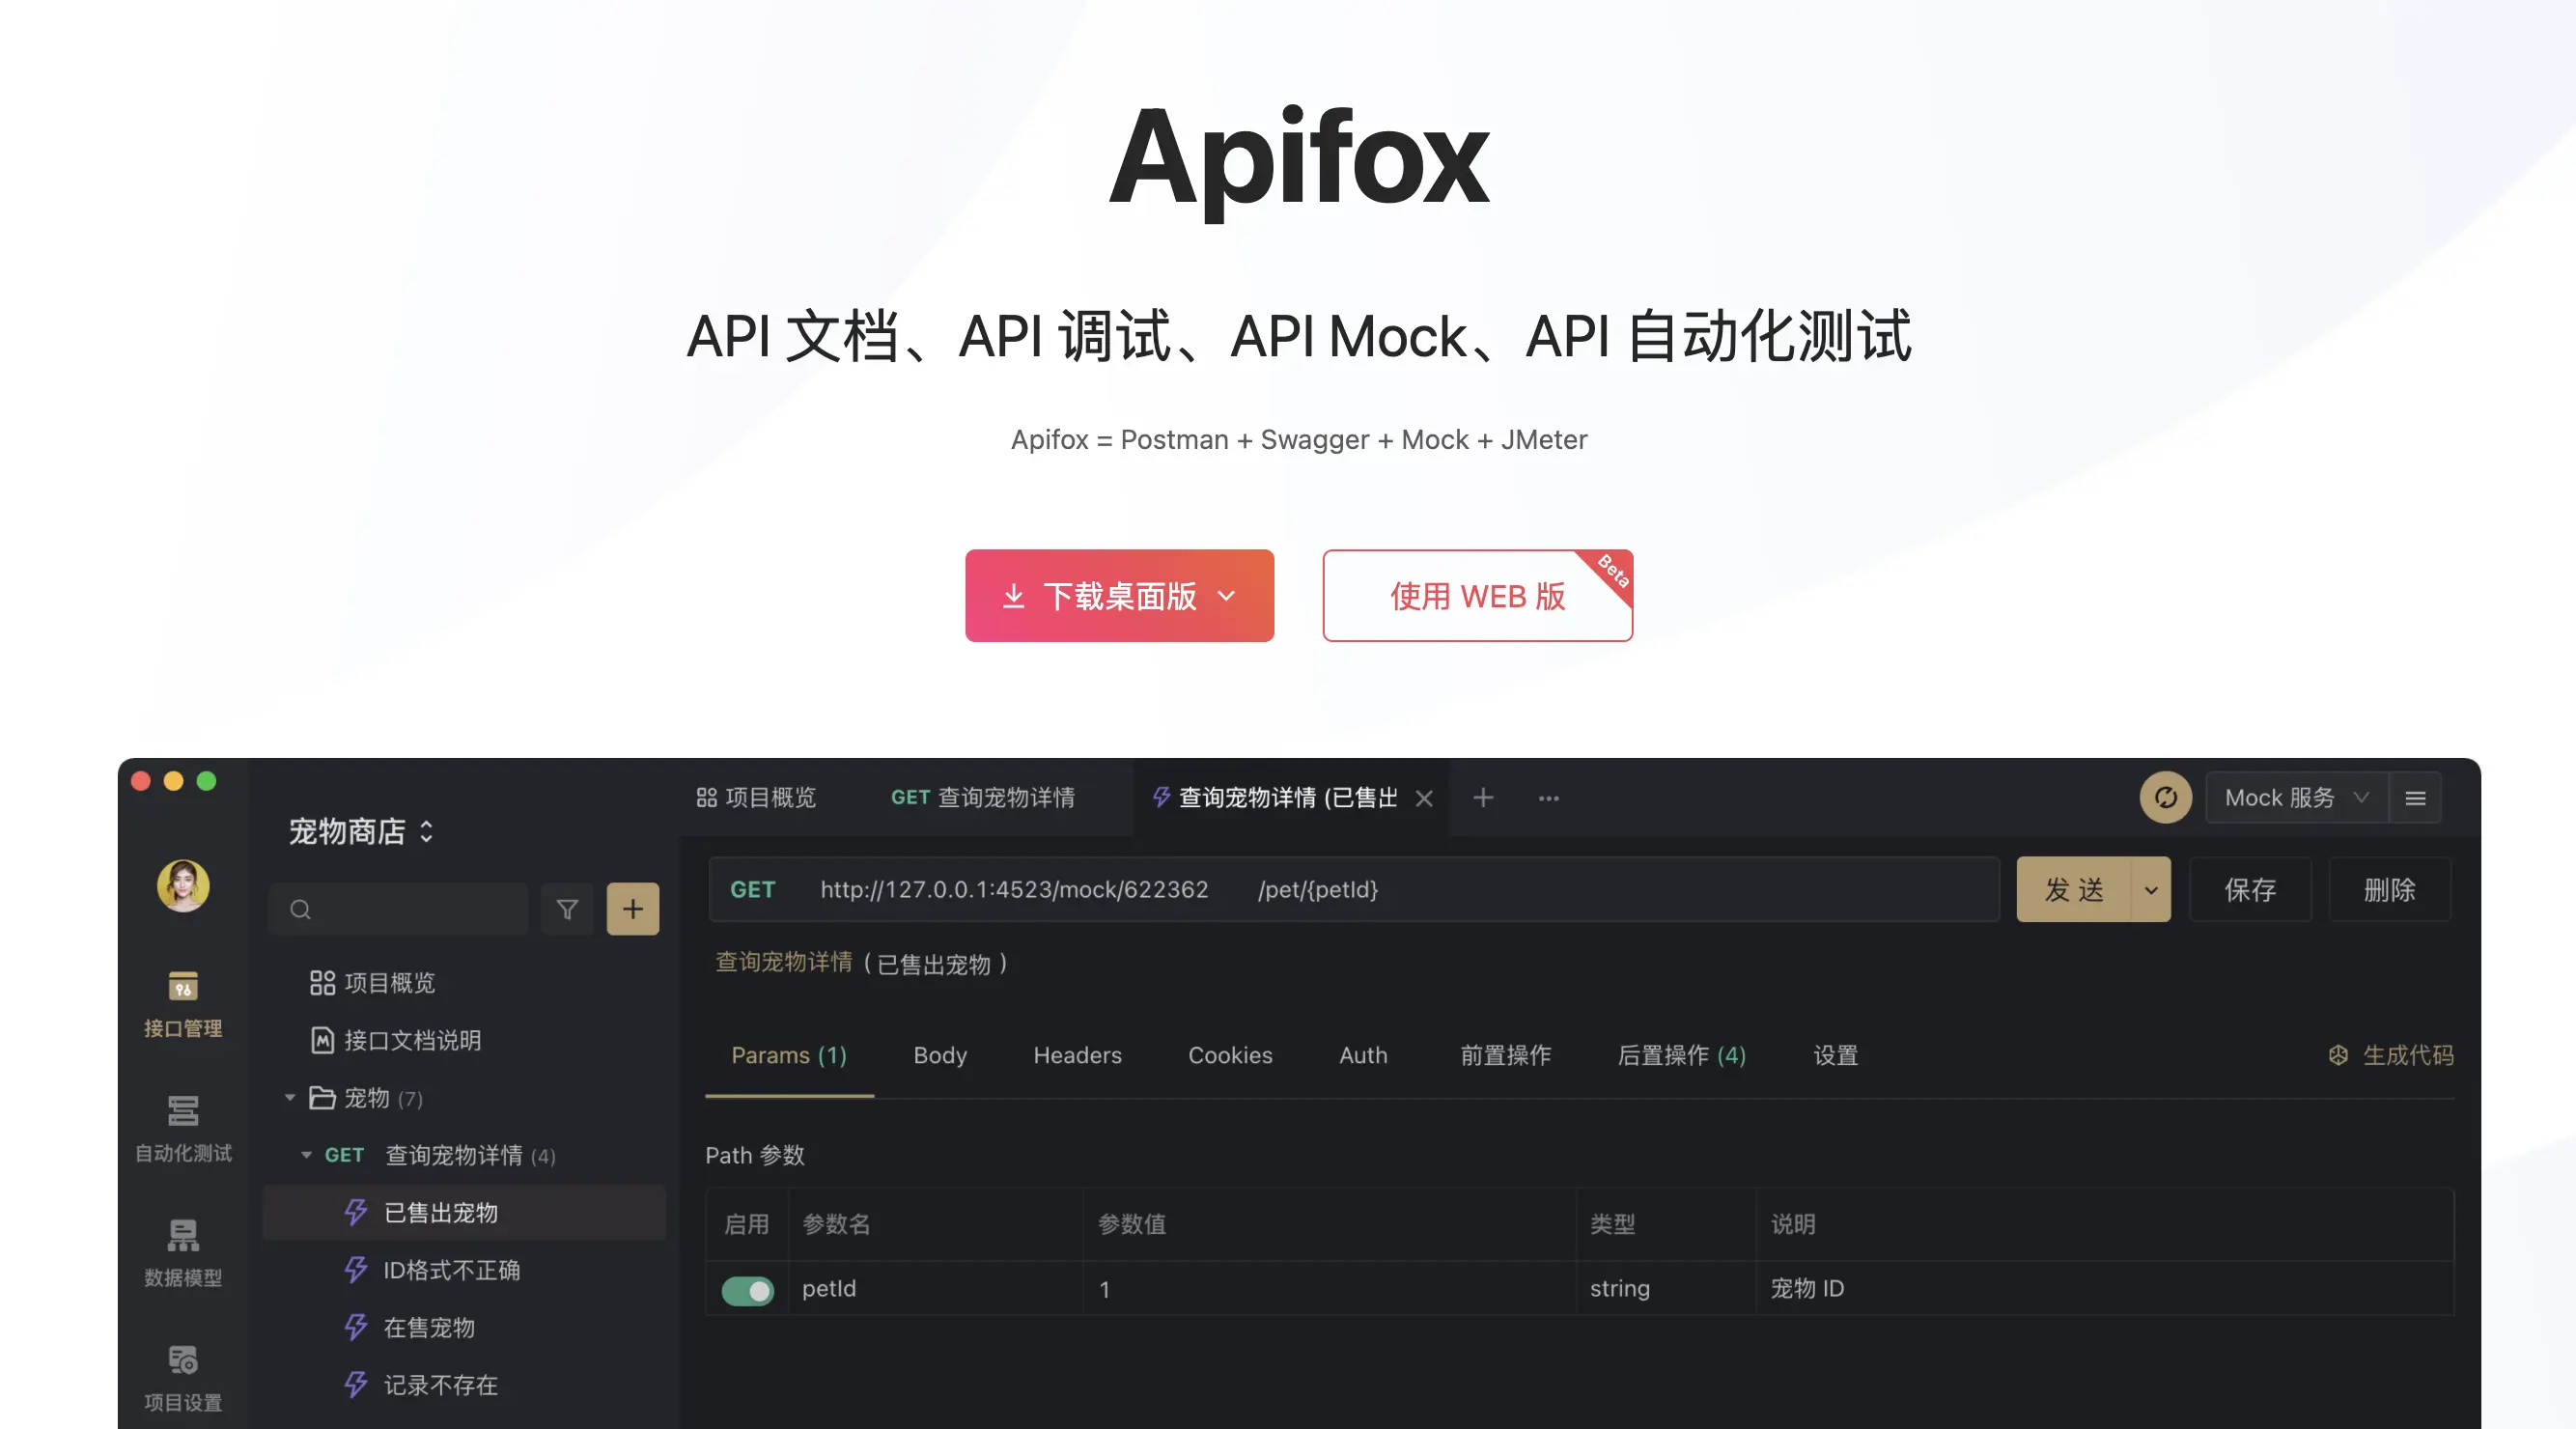 Apifox
API 文档、API 调试、API Mock、API 自动化测试
Apifox = Postman + Swagger + Mock + JMeter
下载桌面版
使用 WEB 版
Beta
宠物商店
项目概览
GET 查询宠物详情
查询宠物详情 (已售出
Mock 服务
GET http://127.0.0.1:4523/mock/622362 /pet/{petId}
发 送
保存
删除
查询宠物详情 ( 已售出宠物 )
接口管理
自动化测试
数据模型
项目设置
项目概览
接口文档说明
宠物 (7)
GET 查询宠物详情 (4)
已售出宠物
ID格式不正确
在售宠物
记录不存在
Params (1) Body Headers Cookies Auth 前置操作 后置操作 (4) 设置
生成代码
Path 参数
启用 参数名 参数值 类型 说明
petId 1 string 宠物 ID